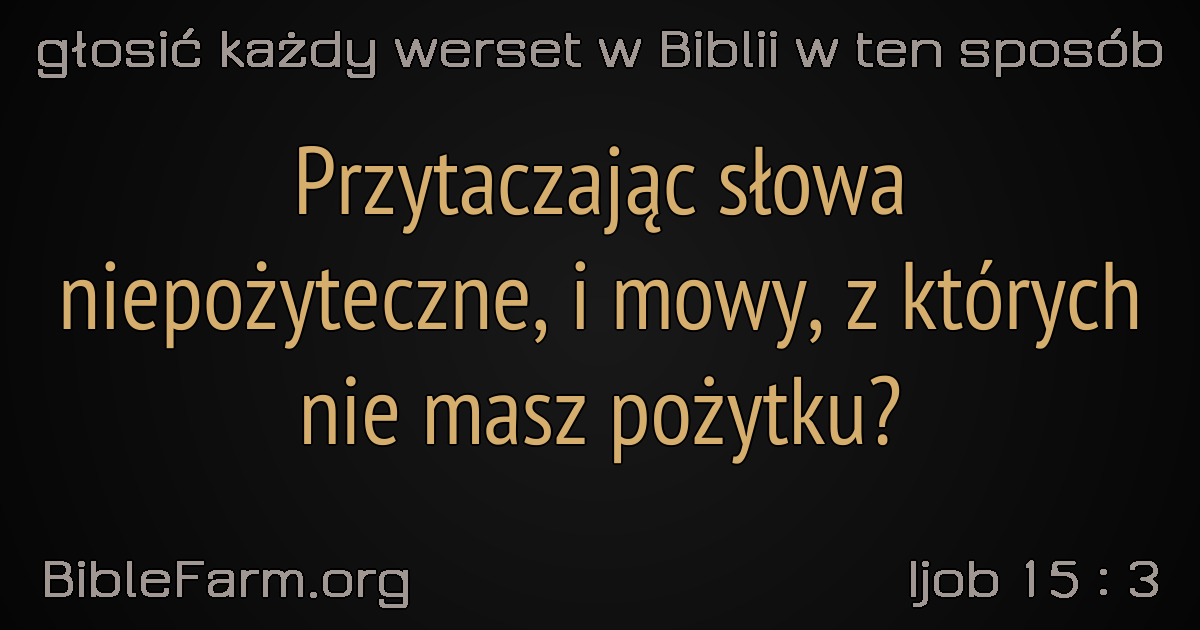 głosić każdy werset w Biblii w ten sposób
Przytaczając słowa
niepożyteczne, i mowy, z których
nie masz pożytku?
BibleFarm.org
Ijob 15 : 3